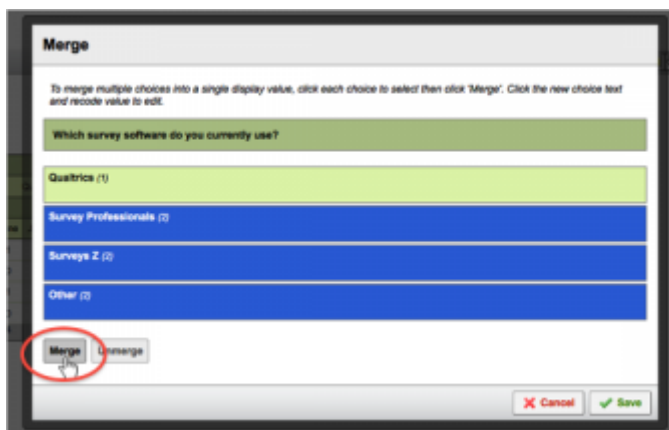 Merge
To merge multiple choices into a single display value, click each choice to select then click 'Merge'. Click the new choice text
and recode value to edit.
Which survey software do you currently use?
Qualtrics (1)
Survey Professionals (2)
Surveys Z (2)
Other (2)
Merge Unmerge
Cancel Save